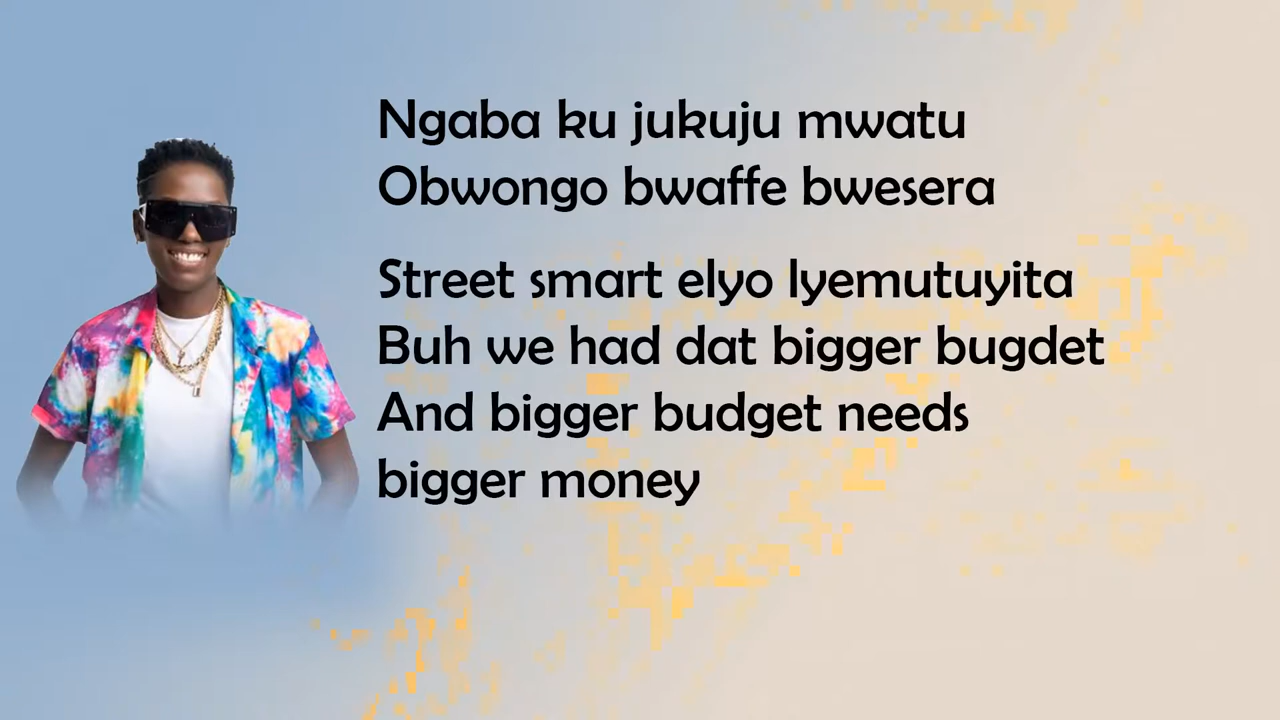 Ngaba ku jukuju mwatu
Obwongo bwaffe bwesera
Street smart elyo lyemutuyita
Buh we had dat bigger bugdet
And bigger budget needs
bigger money